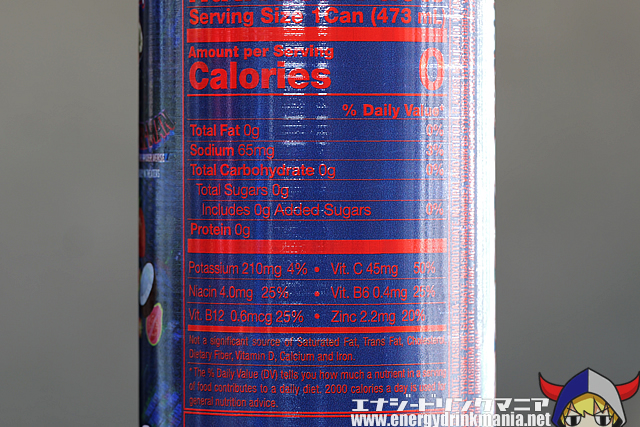 Serving Size 1 Can (473 mL
Amount per Serving
Calories 0
% Daily Value*
Total Fat 0g 0%
Sodium 65mg 3%
Total Carbohydrate 0g 0%
Total Sugars 0g
Includes 0g Added Sugars 0%
Protein 0g
Potassium 210mg 4% • Vit. C 45mg 50%
Niacin 4.0mg 25% • Vit. B6 0.4mg 25%
Vit. B12 0.6mcg 25% • Zinc 2.2mg 20%
Not a significant source of Saturated Fat, Trans Fat, Cholesterol,
Dietary Fiber, Vitamin D, Calcium and Iron.
* The % Daily Value (DV) tells you how much a nutrient in a serving
of food contributes to a daily diet. 2000 calories a day is used for
general nutrition advice.
エナジードリンクマニア
www.energydrinkmania.net